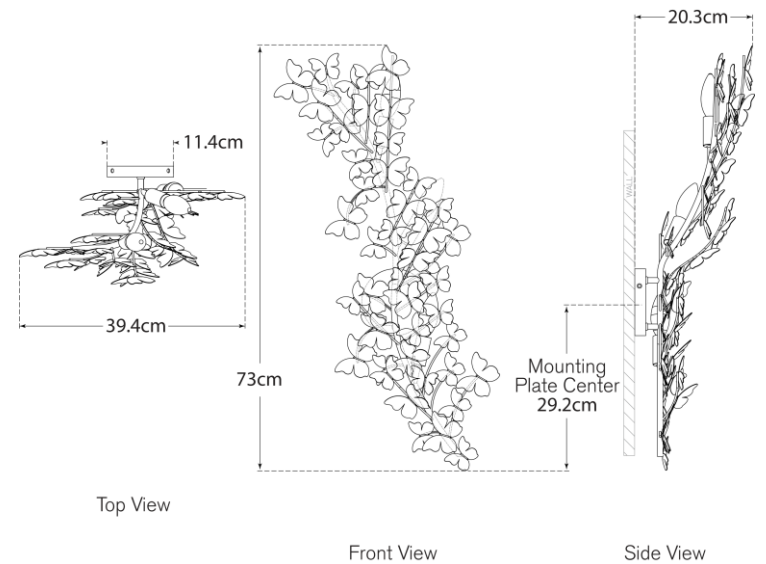 20.3cm
11.4cm
WALL
39.4cm
73cm
Mounting
Plate Center
29.2cm
Top View
Front View
Side View